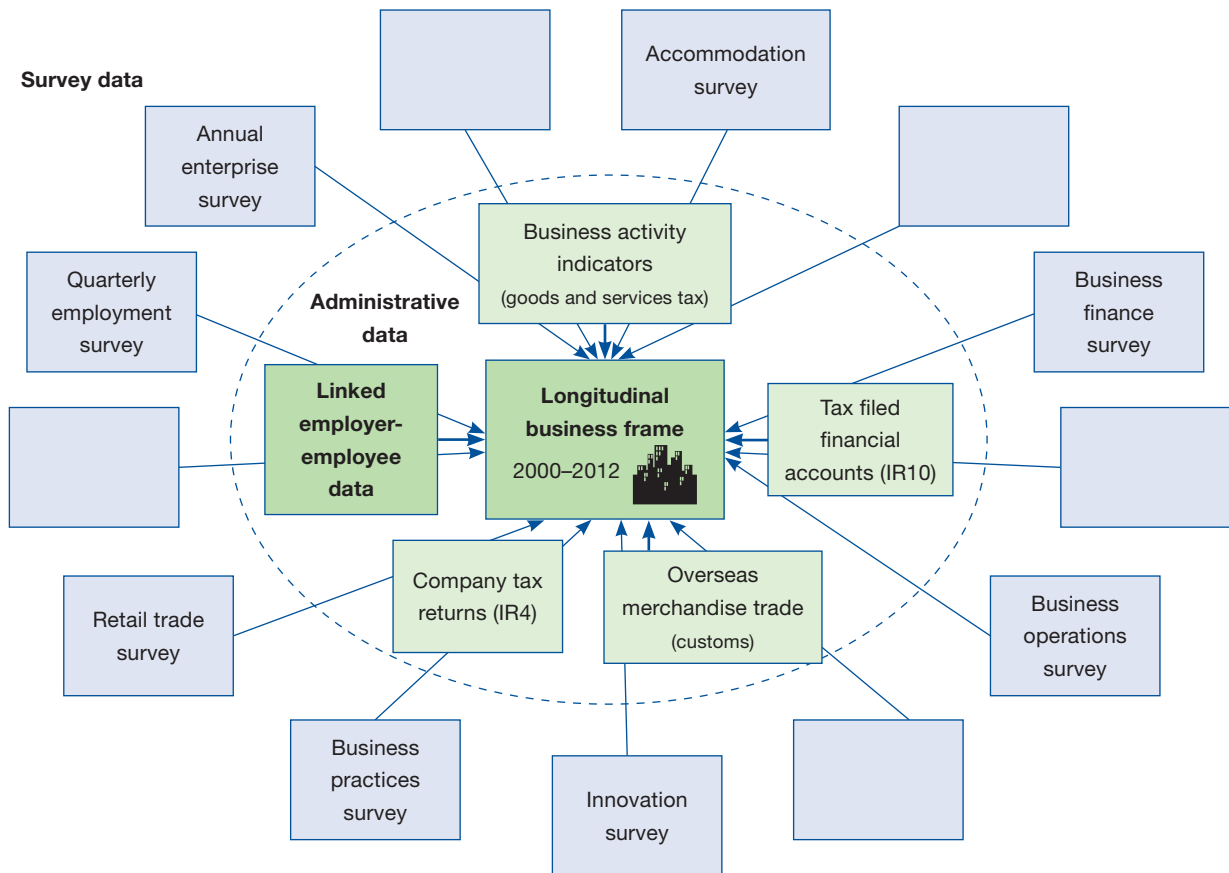 Survey data
Accommodation
survey
Annual
enterprise
survey
Business activity
indicators
(goods and services tax)
Quarterly
employment
survey
Administrative
data
Business
finance
survey
Linked
employer-
employee
data
Longitudinal
business frame
2000–2012
Tax filed
financial
accounts (IR10)
Retail trade
survey
Company tax
returns (IR4)
Overseas
merchandise trade
(customs)
Business
operations
survey
Business
practices
survey
Innovation
survey